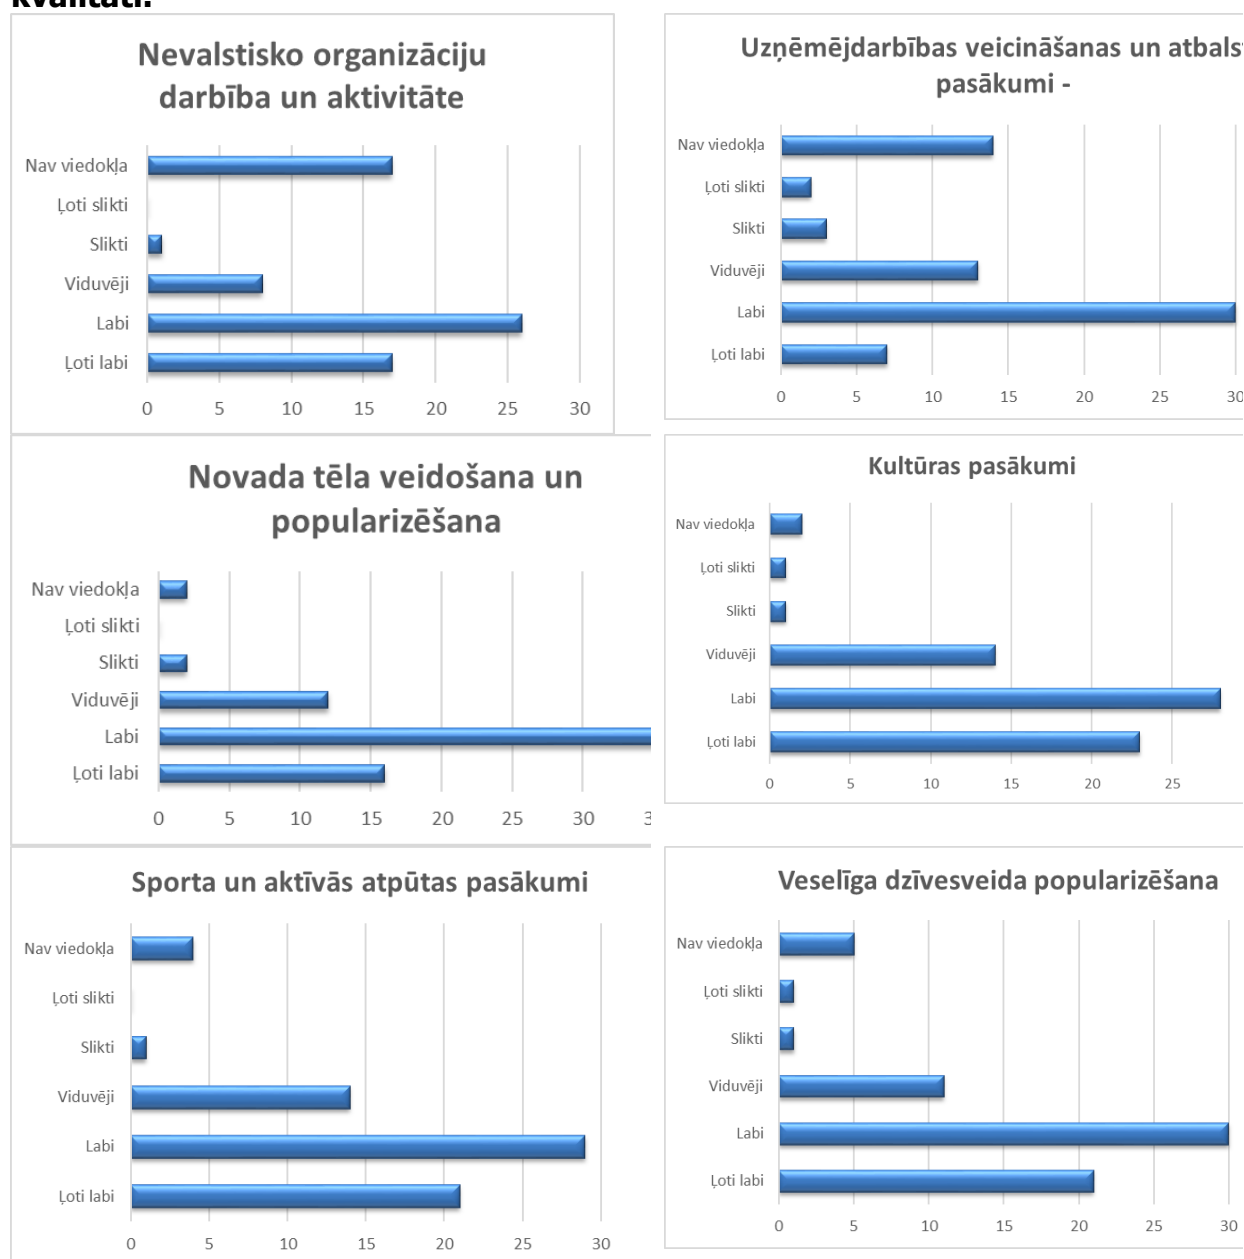 kvalitāti.
Nevalstisko organizāciju
darbība un aktivitāte
Nav viedokļa
Ļoti slikti
Slikti
Viduvēji
Labi
Ļoti labi
0 5 10 15 20 25 30
Uzņēmējdarbības veicināšanas un atbals
pasākumi -
Nav viedokļa
Ļoti slikti
Slikti
Viduvēji
Labi
Ļoti labi
0 5 10 15 20 25 30
Novada tēla veidošana un
popularizēšana
Nav viedokļa
Ļoti slikti
Slikti
Viduvēji
Labi
Ļoti labi
0 5 10 15 20 25 30
Kultūras pasākumi
Nav viedokļa
Ļoti slikti
Slikti
Viduvēji
Labi
Ļoti labi
0 5 10 15 20 25
Sporta un aktīvās atpūtas pasākumi
Nav viedokļa
Ļoti slikti
Slikti
Viduvēji
Labi
Ļoti labi
0 5 10 15 20 25 30
Veselīga dzīvesveida popularizēšana
Nav viedokļa
Ļoti slikti
Slikti
Viduvēji
Labi
Ļoti labi
0 5 10 15 20 25 30